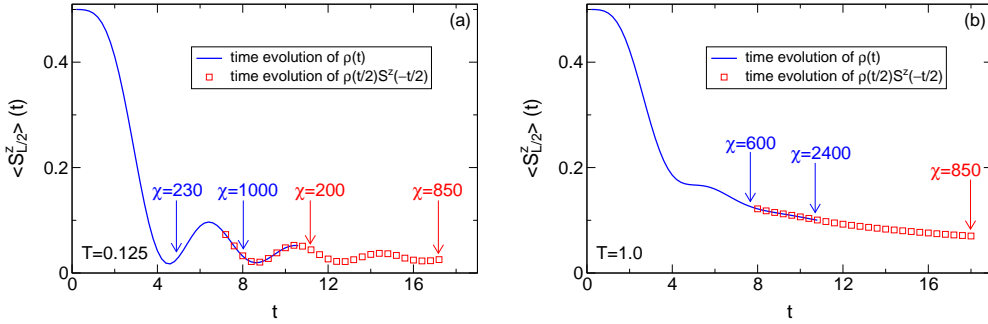 (a)
time evolution of ρ(t)
time evolution of ρ(t/2)S^z(-t/2)
<S^z_{L/2}> (t)
0.4
0.2
0
χ=230
χ=1000
χ=200
χ=850
T=0.125
0 4 8 12 16
t
(b)
time evolution of ρ(t)
time evolution of ρ(t/2)S^z(-t/2)
<S^z_{L/2}> (t)
0.4
0.2
0
χ=600
χ=2400
χ=850
T=1.0
0 4 8 12 16
t